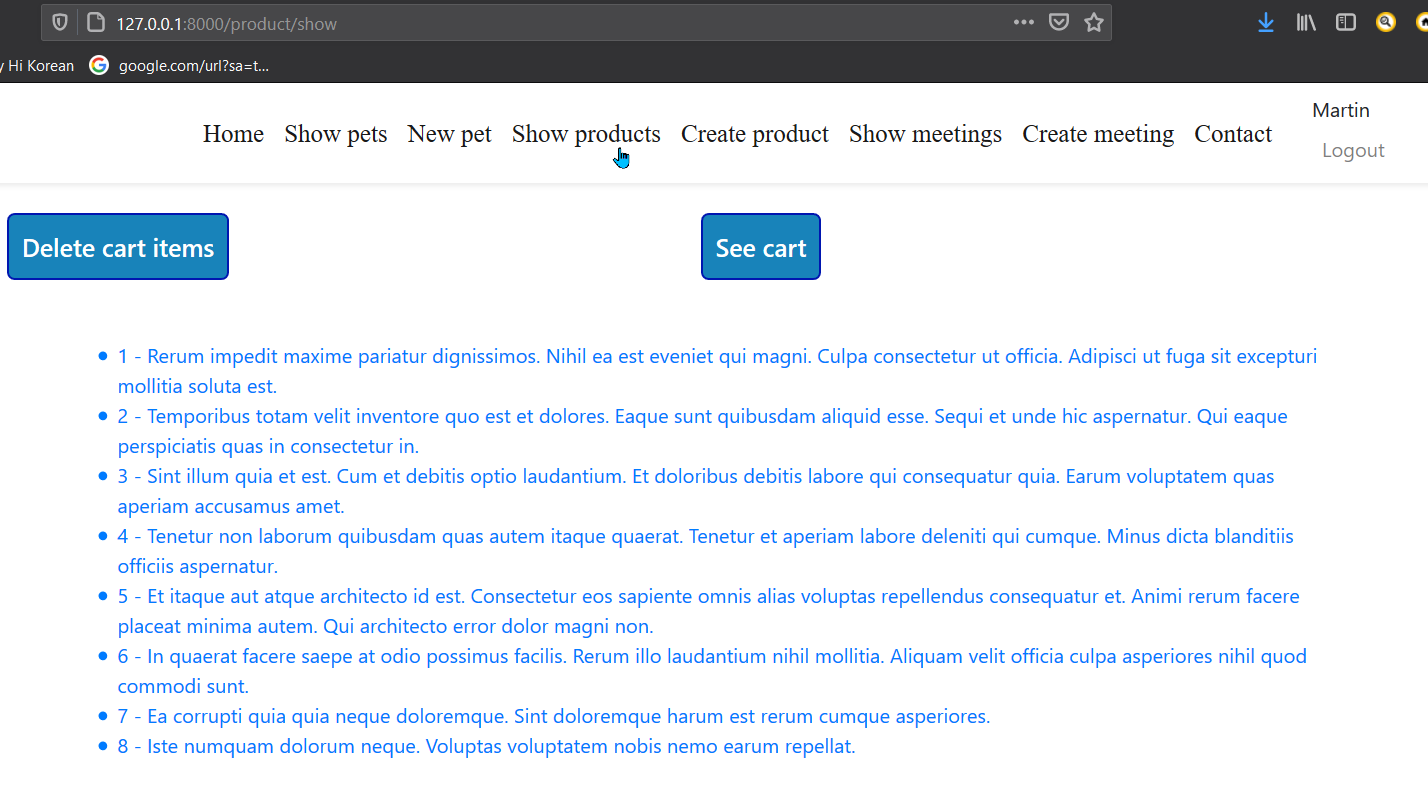 127.0.0.1:8000/product/show
y Hi Korean google.com/url?sa=t...
Martin
Home Show pets New pet Show products Create product Show meetings Create meeting Contact
Logout
Delete cart items See cart
1 - Rerum impedit maxime pariatur dignissimos. Nihil ea est eveniet qui magni. Culpa consectetur ut officia. Adipisci ut fuga sit excepturi
mollitia soluta est.
2 - Temporibus totam velit inventore quo est et dolores. Eaque sunt quibusdam aliquid esse. Sequi et unde hic aspernatur. Qui eaque
perspiciatis quas in consectetur in.
3 - Sint illum quia et est. Cum et debitis optio laudantium. Et doloribus debitis labore qui consequatur quia. Earum voluptatem quas
aperiam accusamus amet.
4 - Tenetur non laborum quibusdam quas autem itaque quaerat. Tenetur et aperiam labore deleniti qui cumque. Minus dicta blanditiis
officiis aspernatur.
5 - Et itaque aut atque architecto id est. Consectetur eos sapiente omnis alias voluptas repellendus consequatur et. Animi rerum facere
placeat minima autem. Qui architecto error dolor magni non.
6 - In quaerat facere saepe at odio possimus facilis. Rerum illo laudantium nihil mollitia. Aliquam velit officia culpa asperiores nihil quod
commodi sunt.
7 - Ea corrupti quia quia neque doloremque. Sint doloremque harum est rerum cumque asperiores.
8 - Iste numquam dolorum neque. Voluptas voluptatem nobis nemo earum repellat.